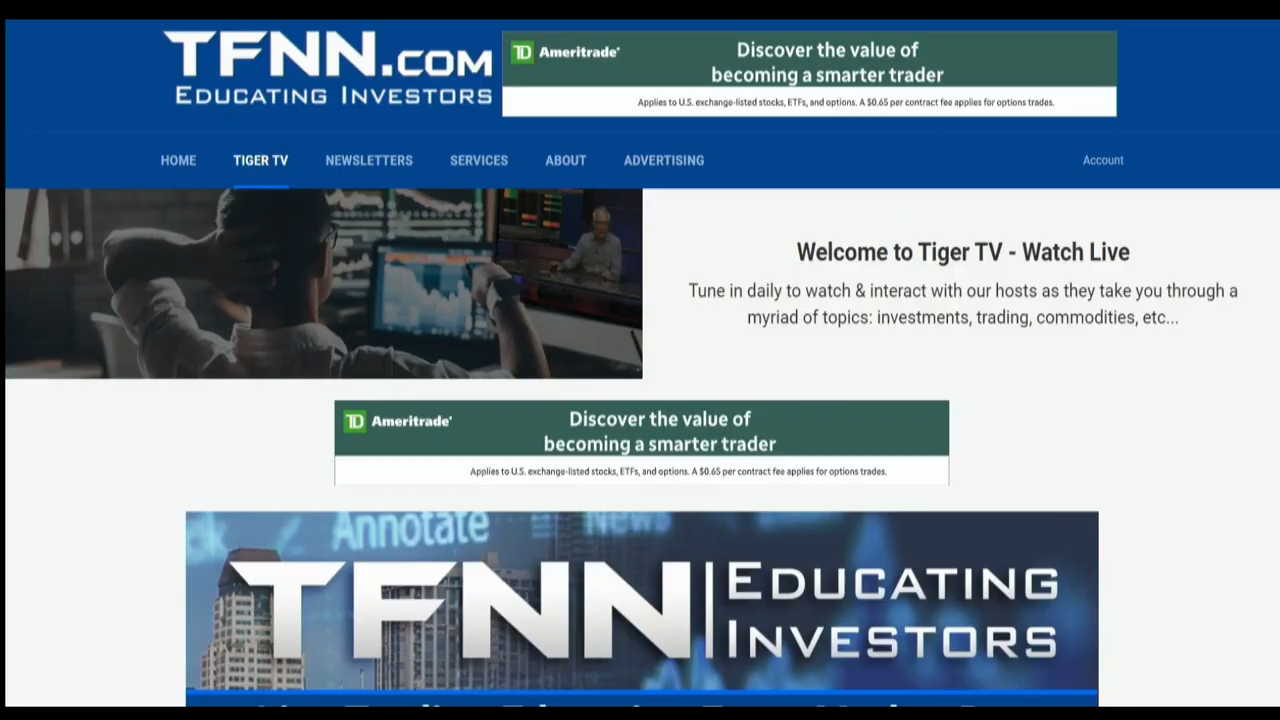 TFNN.COM
EDUCATING INVESTORS
TD Ameritrade
Discover the value of
becoming a smarter trader
Applies to U.S. exchange-listed stocks, ETFs, and options. A $0.65 per contract fee applies for options trades.
HOME TIGER TV NEWSLETTERS SERVICES ABOUT ADVERTISING Account
Welcome to Tiger TV - Watch Live
Tune in daily to watch & interact with our hosts as they take you through a
myriad of topics: investments, trading, commodities, etc...
TD Ameritrade
Discover the value of
becoming a smarter trader
Applies to U.S. exchange-listed stocks, ETFs, and options. A $0.65 per contract fee applies for options trades.
Annotate News
TFNN EDUCATING
INVESTORS